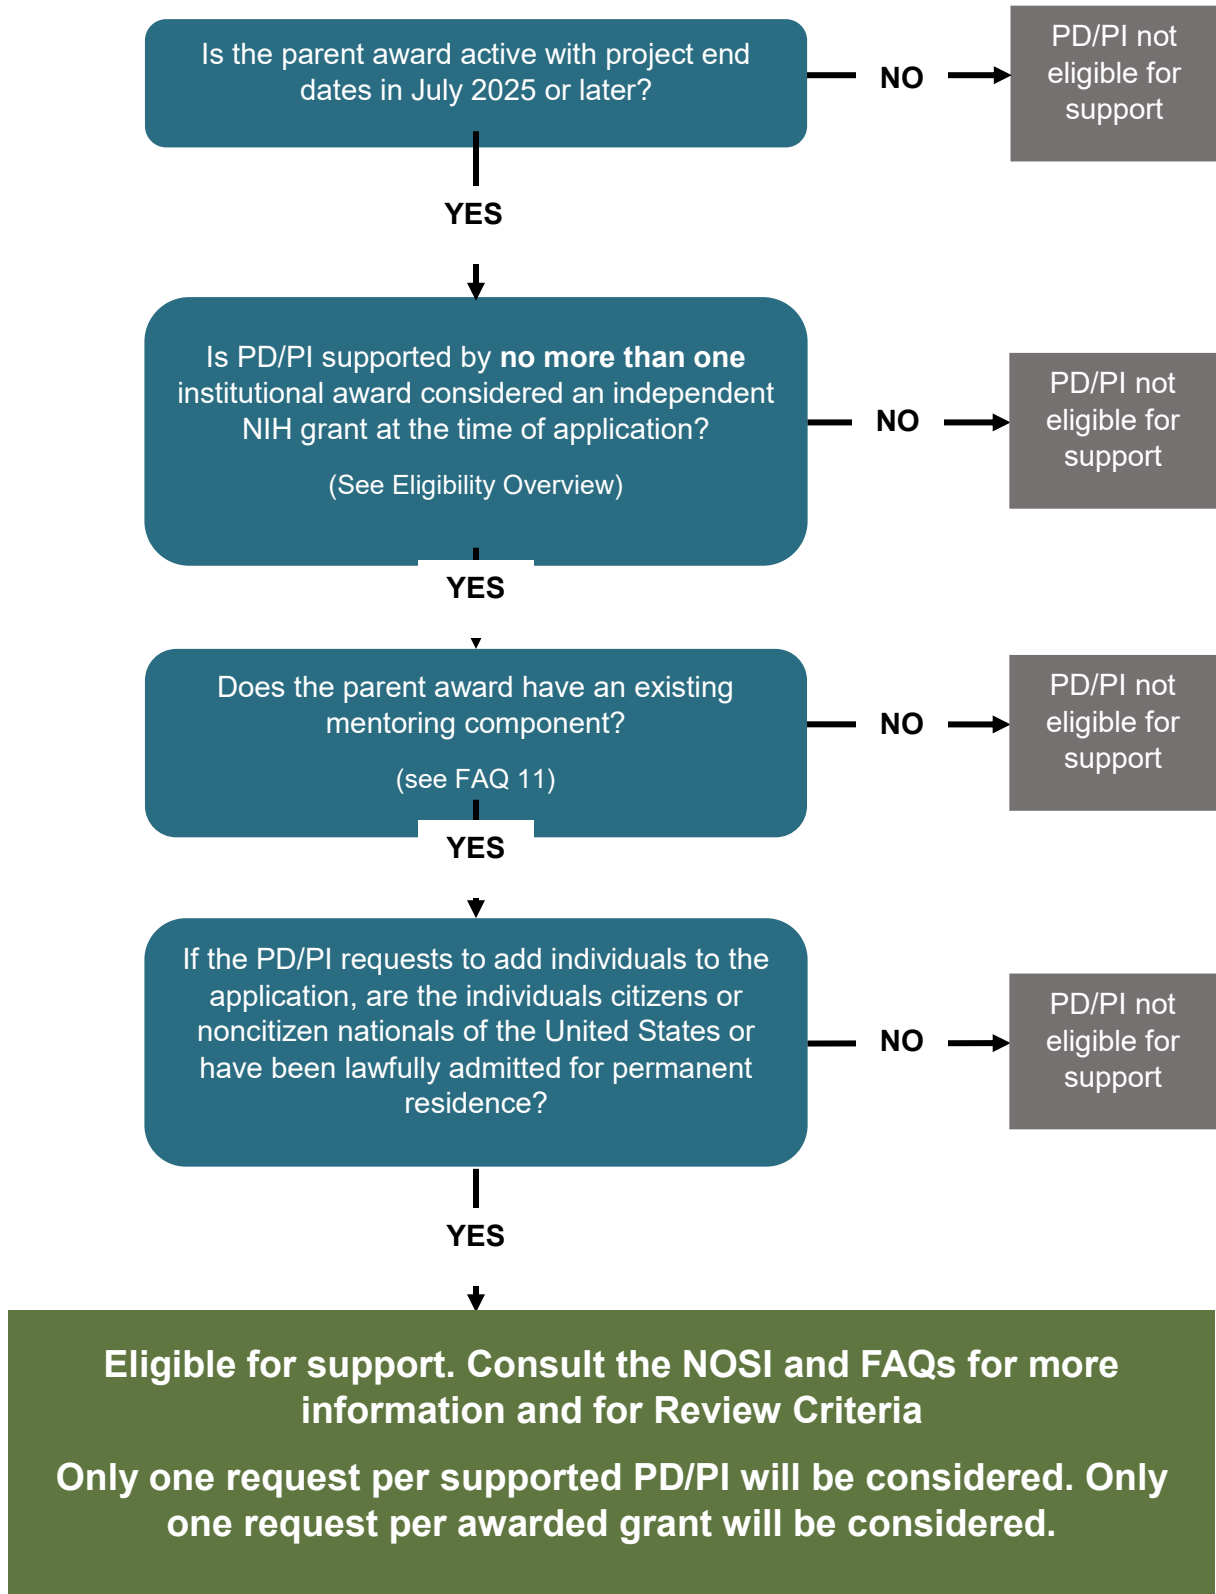 Is the parent award active with project end
dates in July 2025 or later?
NO
PD/PI not
eligible for
support
YES
Is PD/PI supported by no more than one
institutional award considered an independent
NIH grant at the time of application?
(See Eligibility Overview)
NO
PD/PI not
eligible for
support
YES
Does the parent award have an existing
mentoring component?
(see FAQ 11)
NO
PD/PI not
eligible for
support
YES
If the PD/PI requests to add individuals to the
application, are the individuals citizens or
noncitizen nationals of the United States or
have been lawfully admitted for permanent
residence?
NO
PD/PI not
eligible for
support
YES
Eligible for support. Consult the NOSI and FAQs for more
information and for Review Criteria
Only one request per supported PD/PI will be considered. Only
one request per awarded grant will be considered.